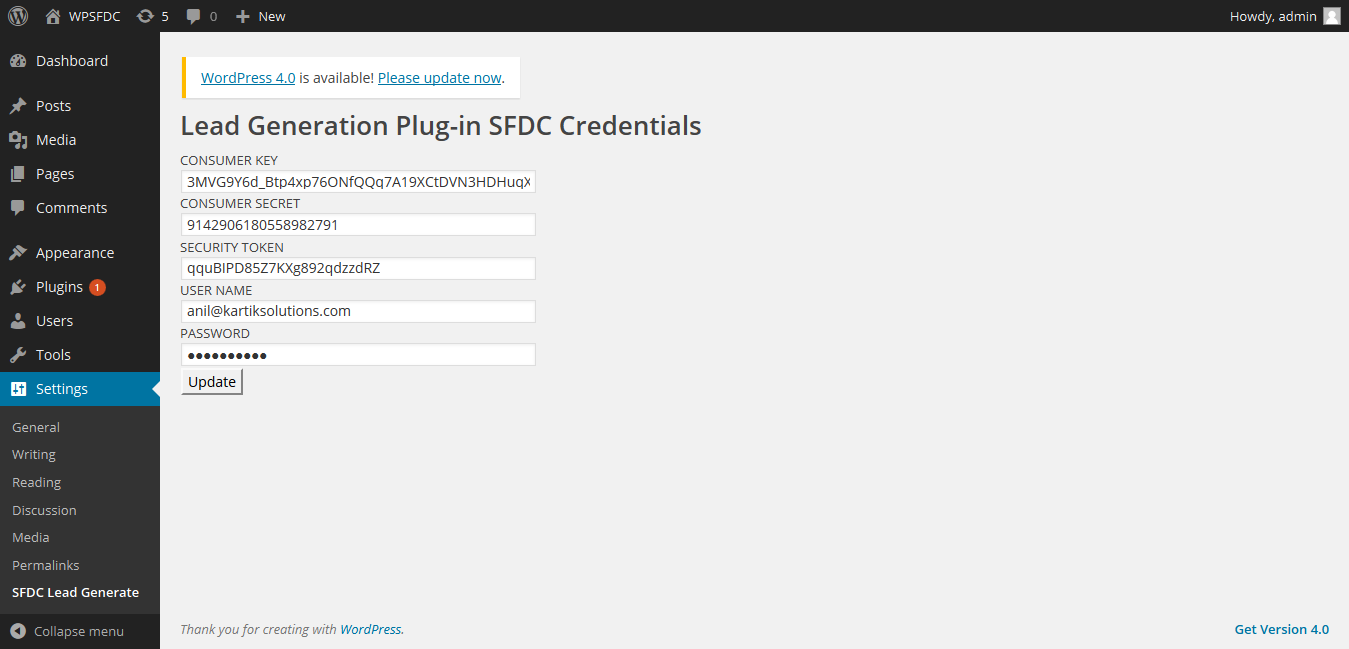 WPSFDC 5 0 New Howdy, admin
Dashboard
Posts
Media
Pages
Comments
Appearance
Plugins 1
Users
Tools
Settings
General
Writing
Reading
Discussion
Media
Permalinks
SFDC Lead Generate
Collapse menu
WordPress 4.0 is available! Please update now.
Lead Generation Plug-in SFDC Credentials
CONSUMER KEY
3MVG9Y6d_Btp4xp76ONfQQq7A19XCtDVN3HDHuqX
CONSUMER SECRET
9142906180558982791
SECURITY TOKEN
qquBIPD85Z7KXg892qdzzdRZ
USER NAME
anil@kartiksolutions.com
PASSWORD
●●●●●●●●●●
Update
Thank you for creating with WordPress.
Get Version 4.0